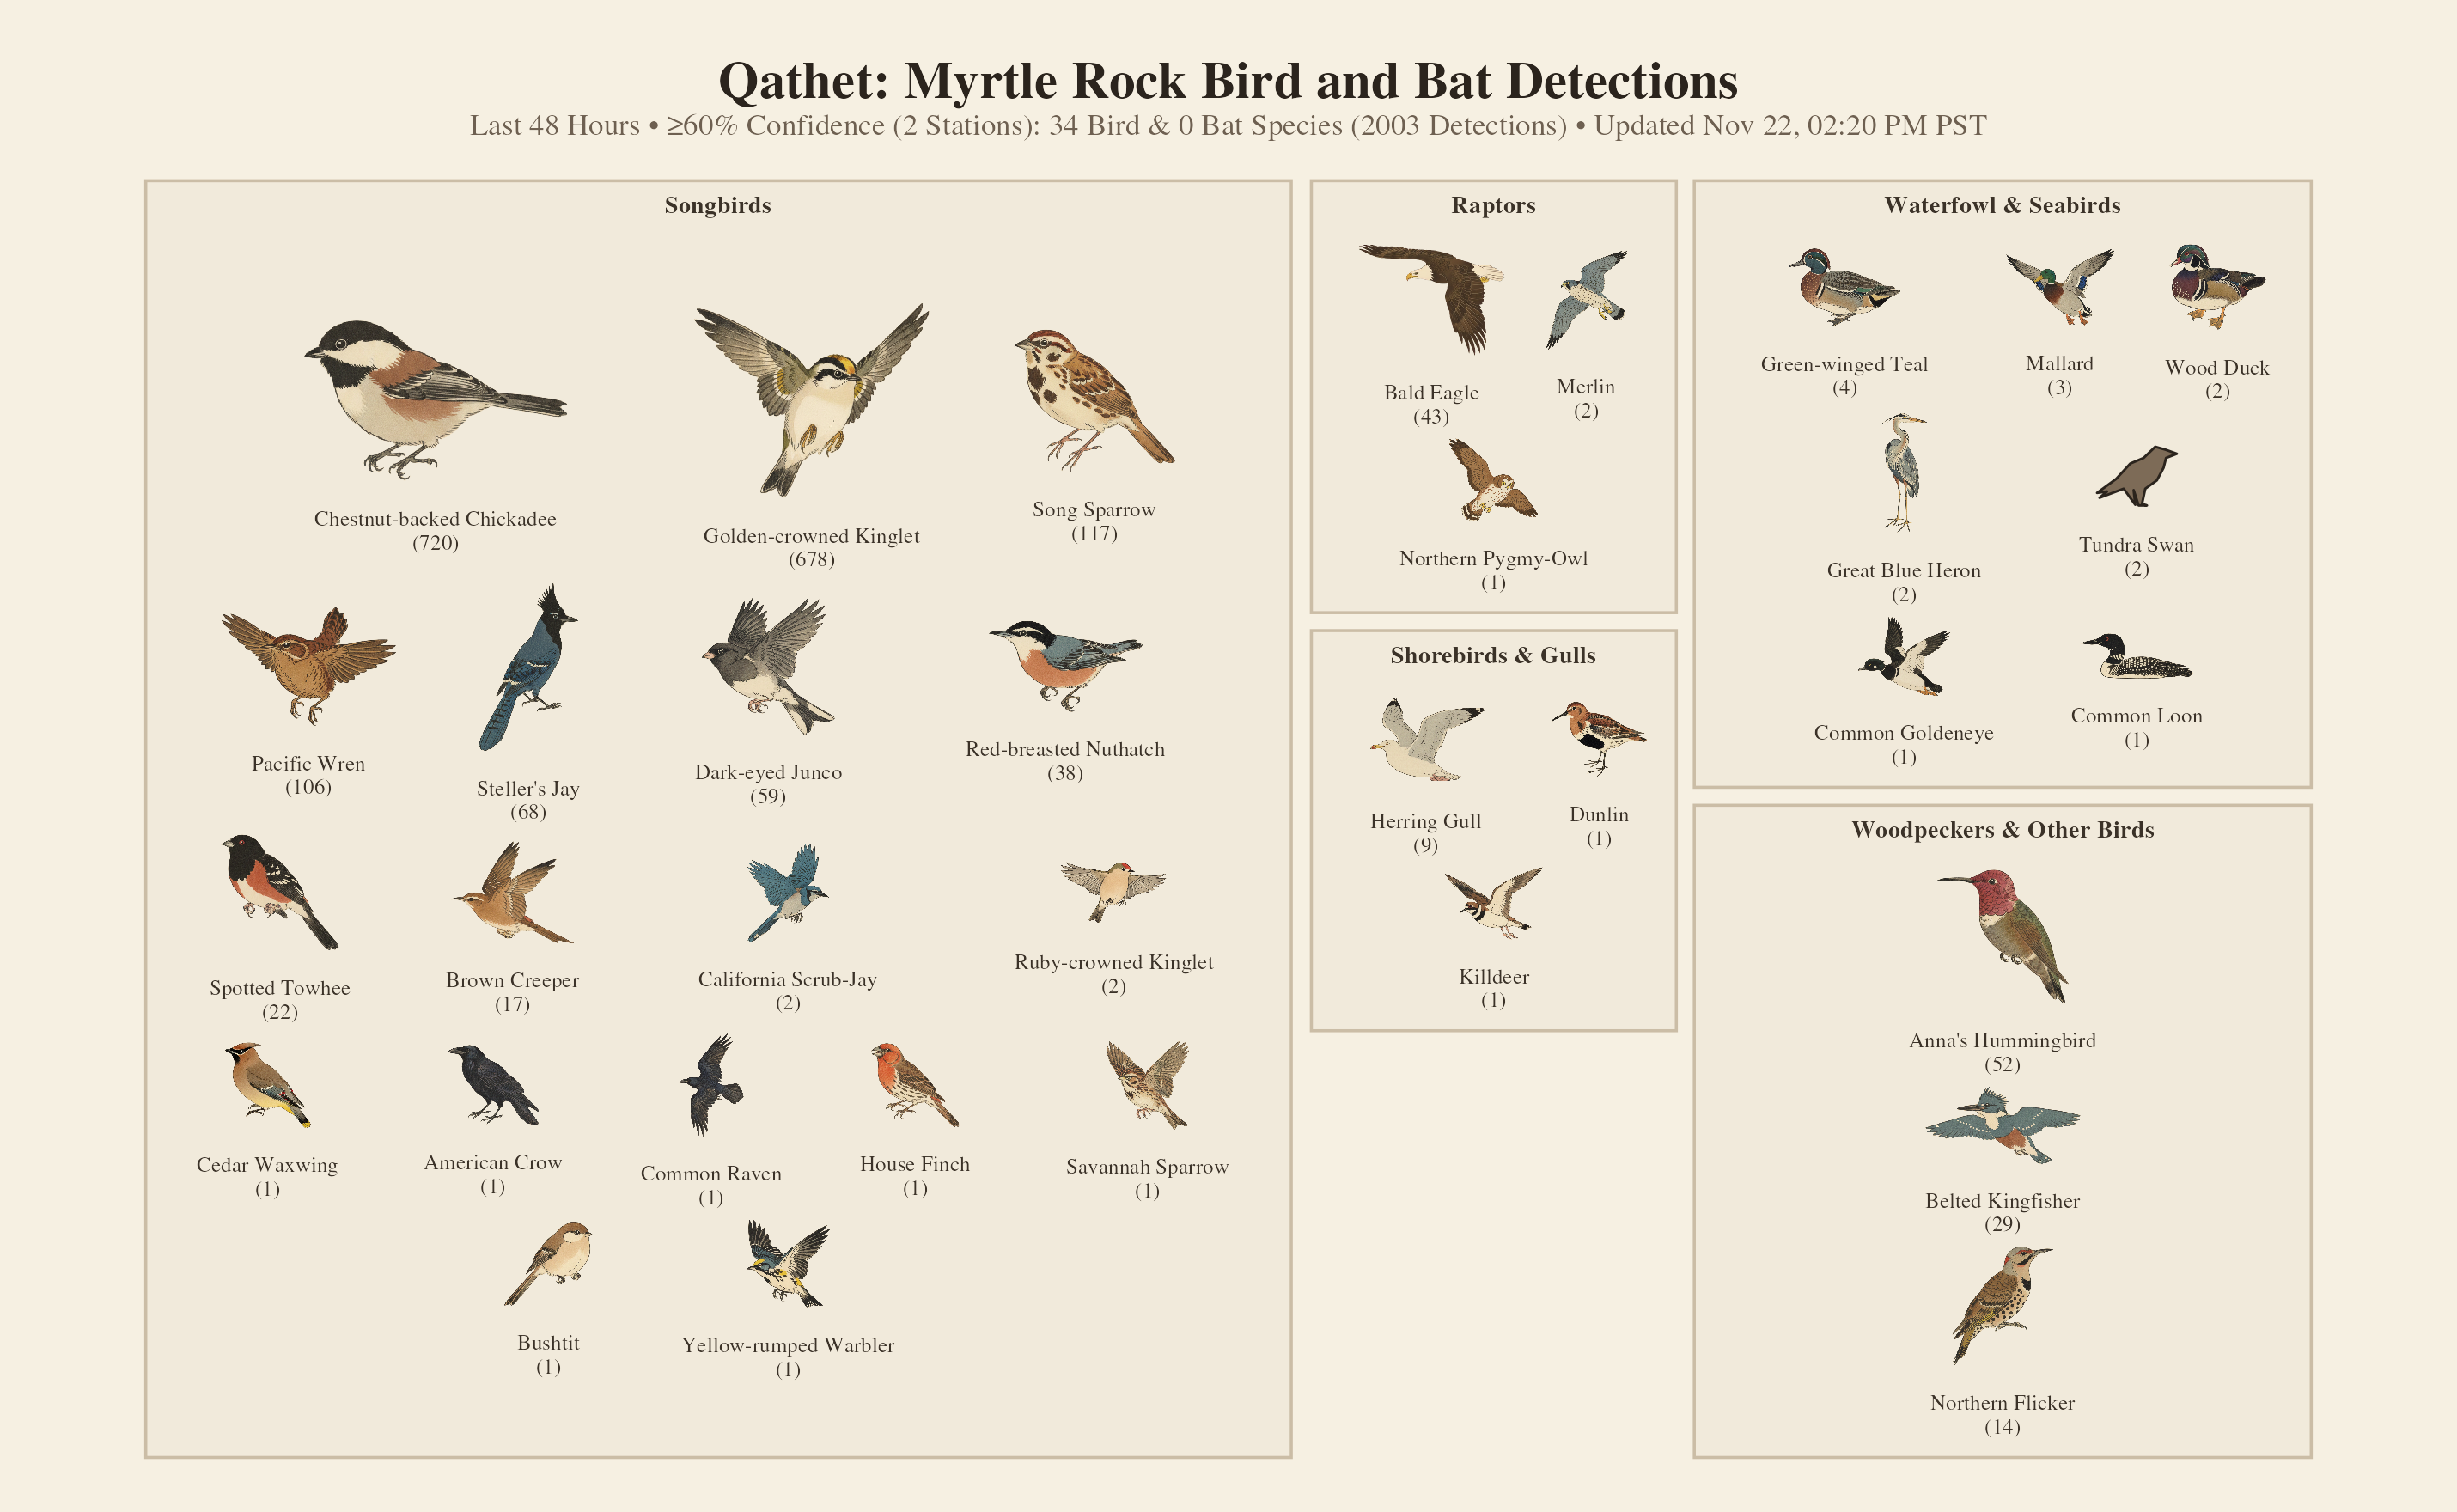 Qathet: Myrtle Rock Bird and Bat Detections
Last 48 Hours • ≥60% Confidence (2 Stations): 34 Bird & 0 Bat Species (2003 Detections) • Updated Nov 22, 02:20 PM PST
Songbirds
Chestnut-backed Chickadee
(720)
Golden-crowned Kinglet
(678)
Song Sparrow
(117)
Pacific Wren
(106)
Steller's Jay
(68)
Dark-eyed Junco
(59)
Red-breasted Nuthatch
(38)
Spotted Towhee
(22)
Brown Creeper
(17)
California Scrub-Jay
(2)
Ruby-crowned Kinglet
(2)
Cedar Waxwing
(1)
American Crow
(1)
Common Raven
(1)
House Finch
(1)
Savannah Sparrow
(1)
Bushtit
(1)
Yellow-rumped Warbler
(1)
Raptors
Bald Eagle
(43)
Merlin
(2)
Northern Pygmy-Owl
(1)
Shorebirds & Gulls
Herring Gull
(9)
Dunlin
(1)
Killdeer
(1)
Waterfowl & Seabirds
Green-winged Teal
(4)
Mallard
(3)
Wood Duck
(2)
Great Blue Heron
(2)
Tundra Swan
(2)
Common Goldeneye
(1)
Common Loon
(1)
Woodpeckers & Other Birds
Anna's Hummingbird
(52)
Belted Kingfisher
(29)
Northern Flicker
(14)